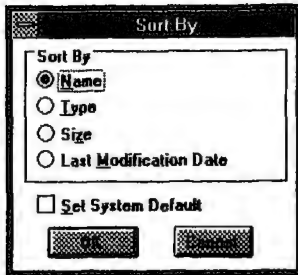 Sort By
Sort By
Name
Type
Size
Last Modification Date
Set System Default
OK
Cancel